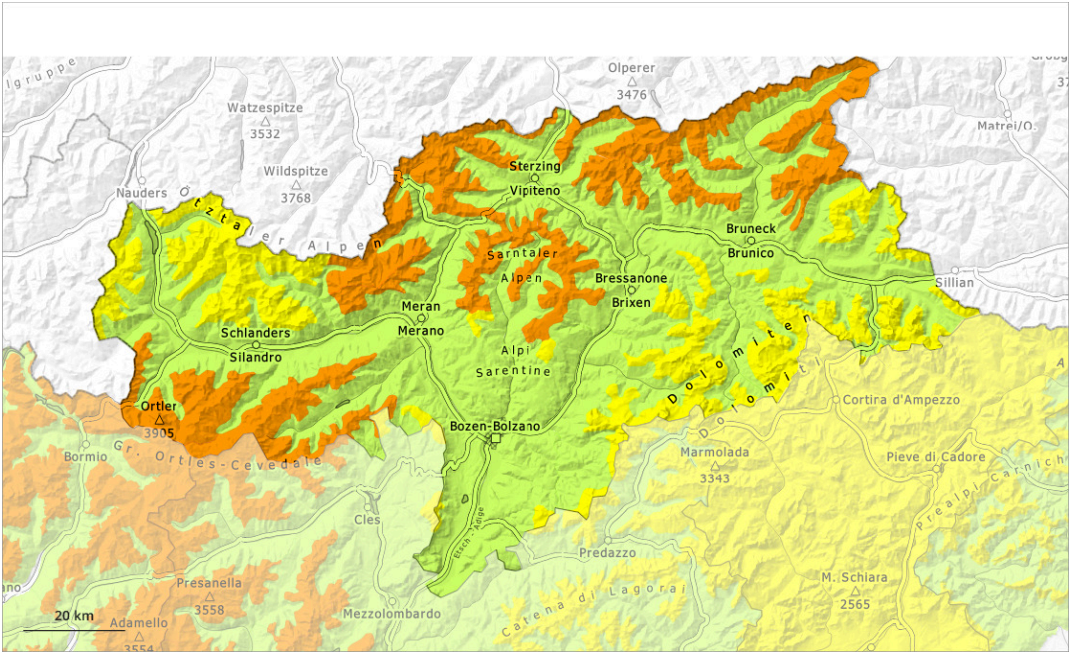 Olperer
3476
Watzespitze
3532
Matrei/O.
Wildspitze
3768
Nauders
Sterzing
Vipiteno
Ötztaler Alpen
Bruneck
Brunico
Sarntaler
Alpen
Bressanone
Brixen
Sillian
Meran
Merano
Schlanders
Silandro
Alpi
Sarentine
Dolomiten
Dolomiti
Ortler
3905
Cortira d'Ampezzo
Bozen-Bolzano
Gr. Ortles-Cevedale
Bormio
Marmolada
3343
Pieve di Cadore
Prealpi Carnich
Cles
Etsch - Adige
Predazzo
M. Schiara
2565
Presanella
3558
Catena di Lagorai
Mezzolombardo
20 km
Adamello
3554